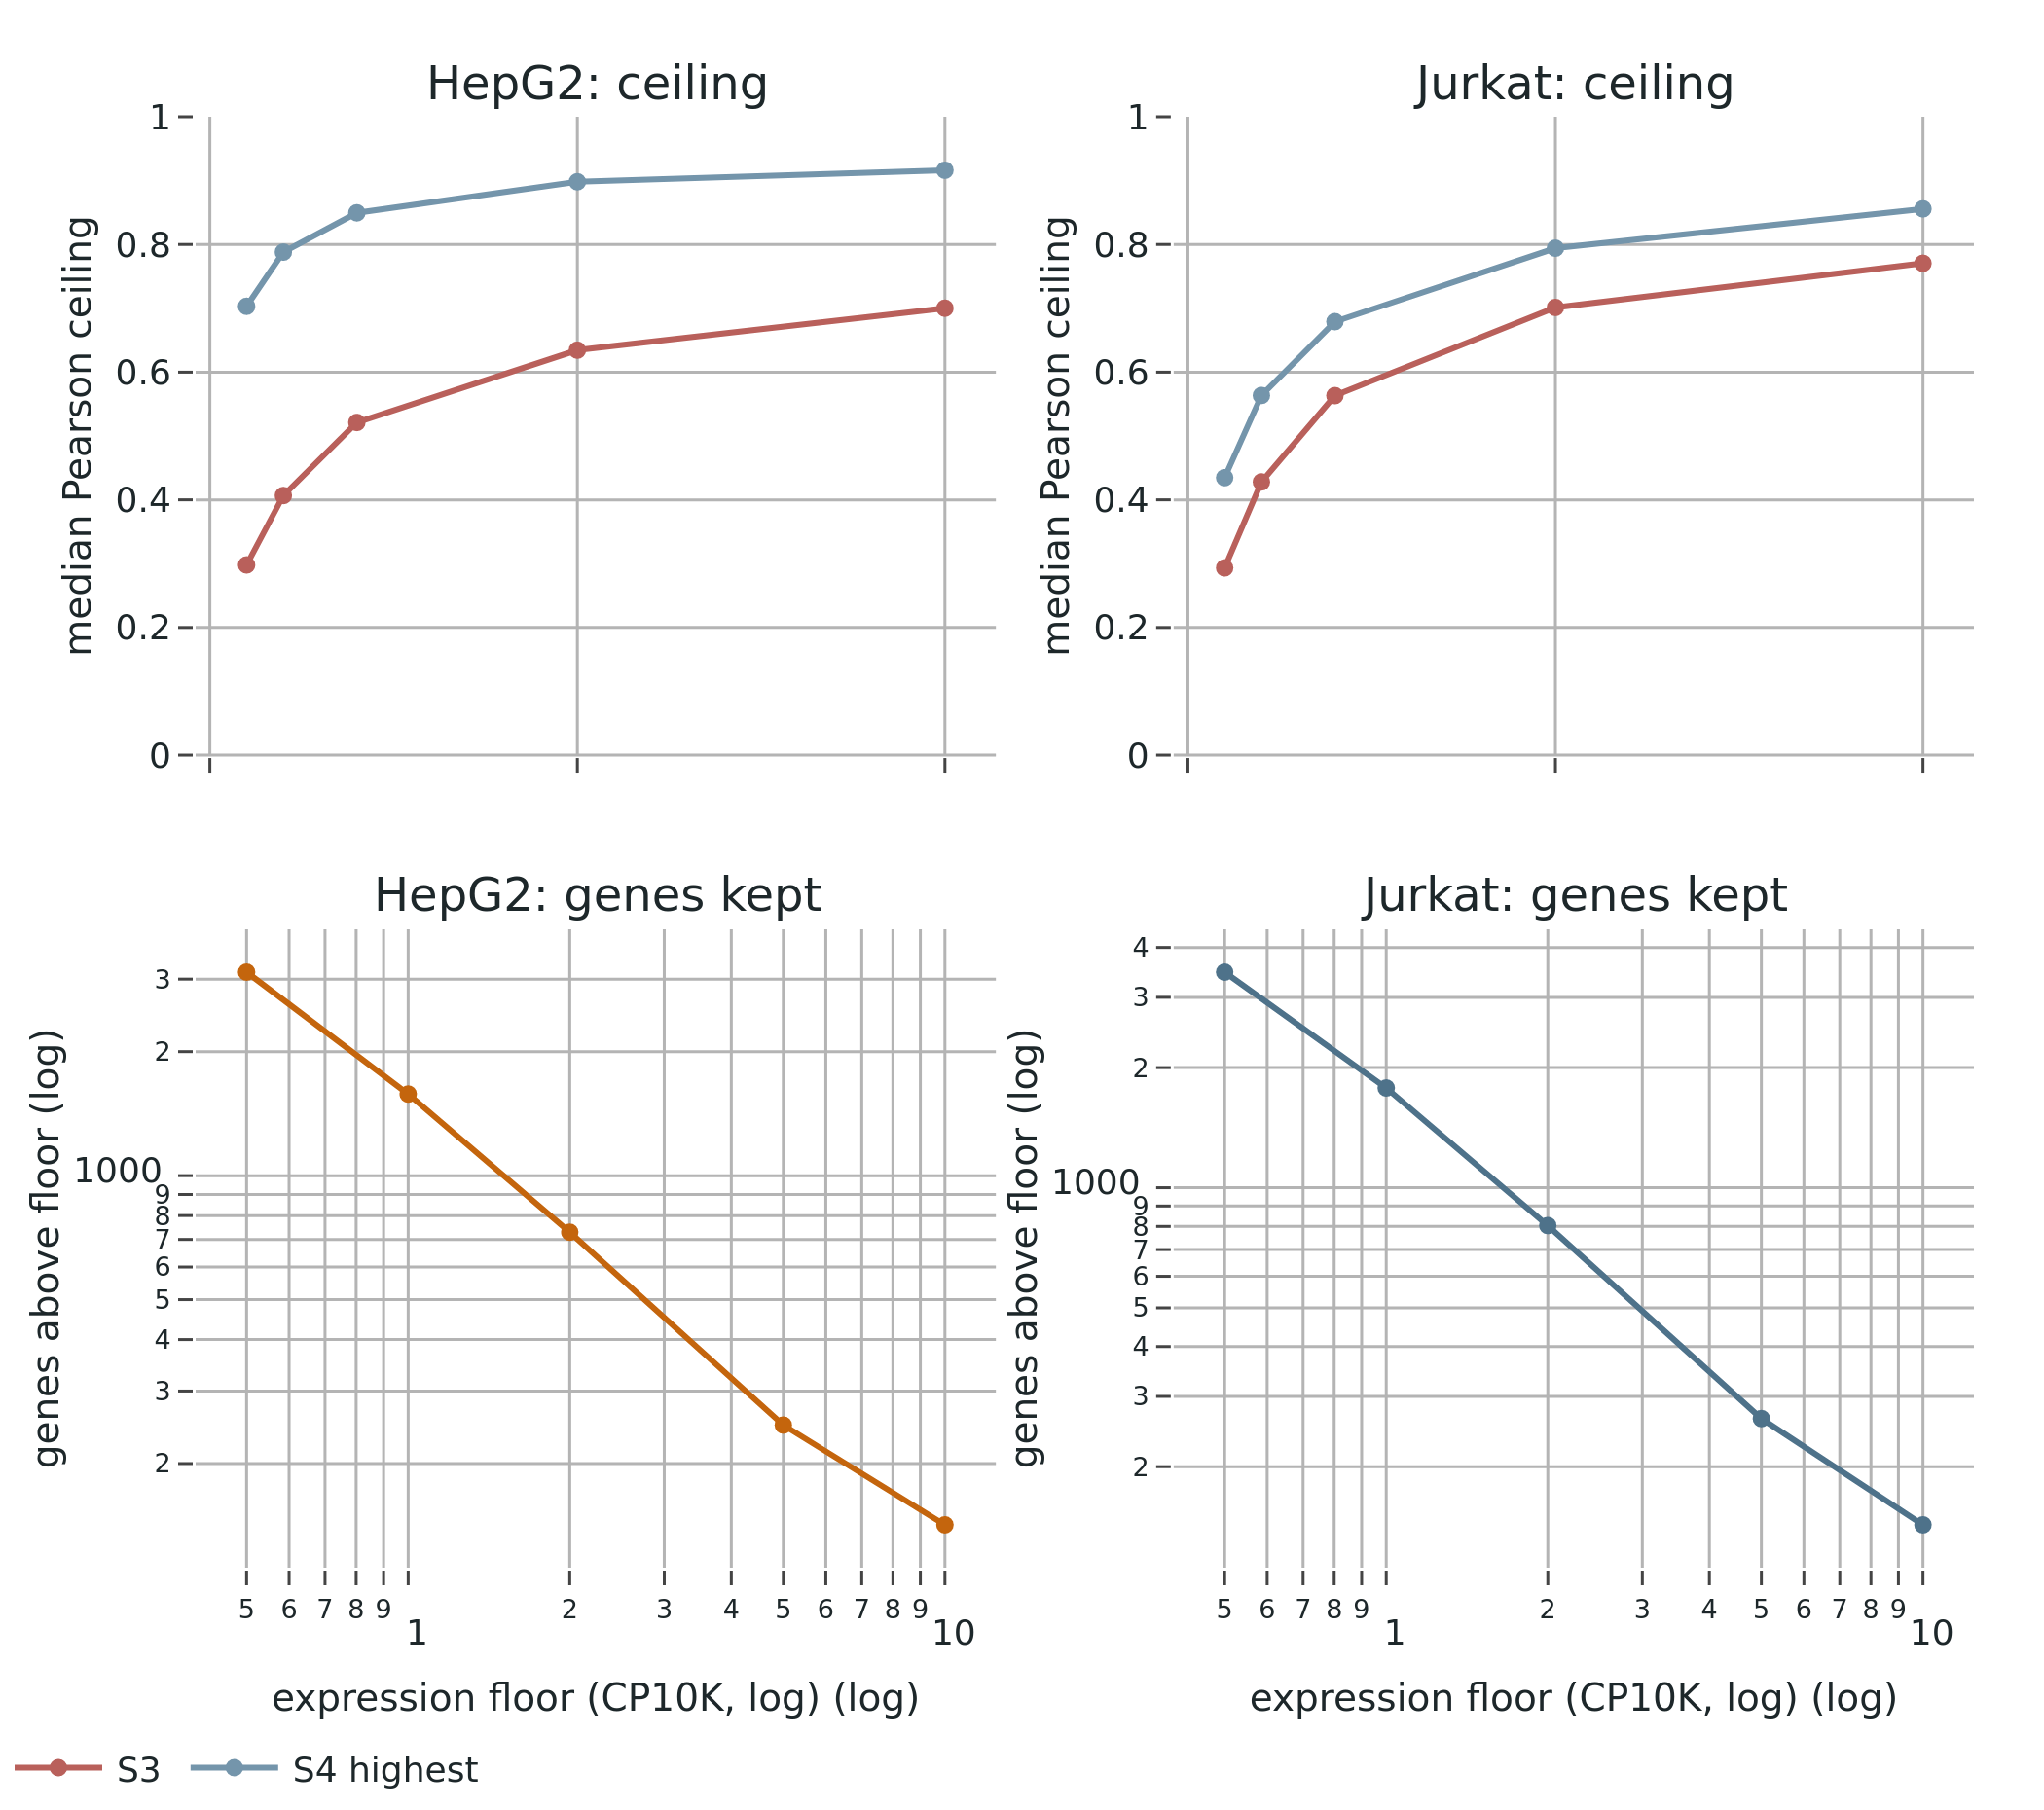 HepG2: ceiling
median Pearson ceiling
1
0.8
0.6
0.4
0.2
0
Jurkat: ceiling
median Pearson ceiling
1
0.8
0.6
0.4
0.2
0
HepG2: genes kept
genes above floor (log)
3
2
1000
9
8
7
6
5
4
3
2
5 6 7 8 9 1 2 3 4 5 6 7 8 9 10
expression floor (CP10K, log) (log)
Jurkat: genes kept
genes above floor (log)
4
3
2
1000
9
8
7
6
5
4
3
2
5 6 7 8 9 1 2 3 4 5 6 7 8 9 10
expression floor (CP10K, log) (log)
S3 S4 highest